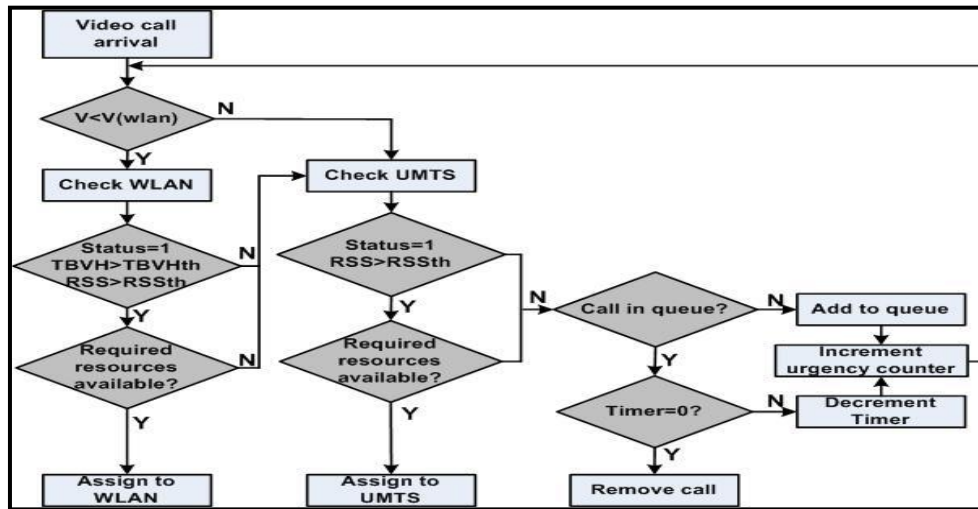 Video call
arrival
V<V(wlan)
N
Y
Check WLAN
Check UMTS
Status=1
TBVH>TBVHth
RSS>RSSth
N
Y
Status=1
RSS>RSSth
Y
N
Required
resources
available?
N
Y
Required
resources
available?
Y
Call in queue?
N
Y
Add to queue
Increment
urgency counter
Timer=0?
N
Y
Decrement
Timer
Assign to
WLAN
Assign to
UMTS
Remove call